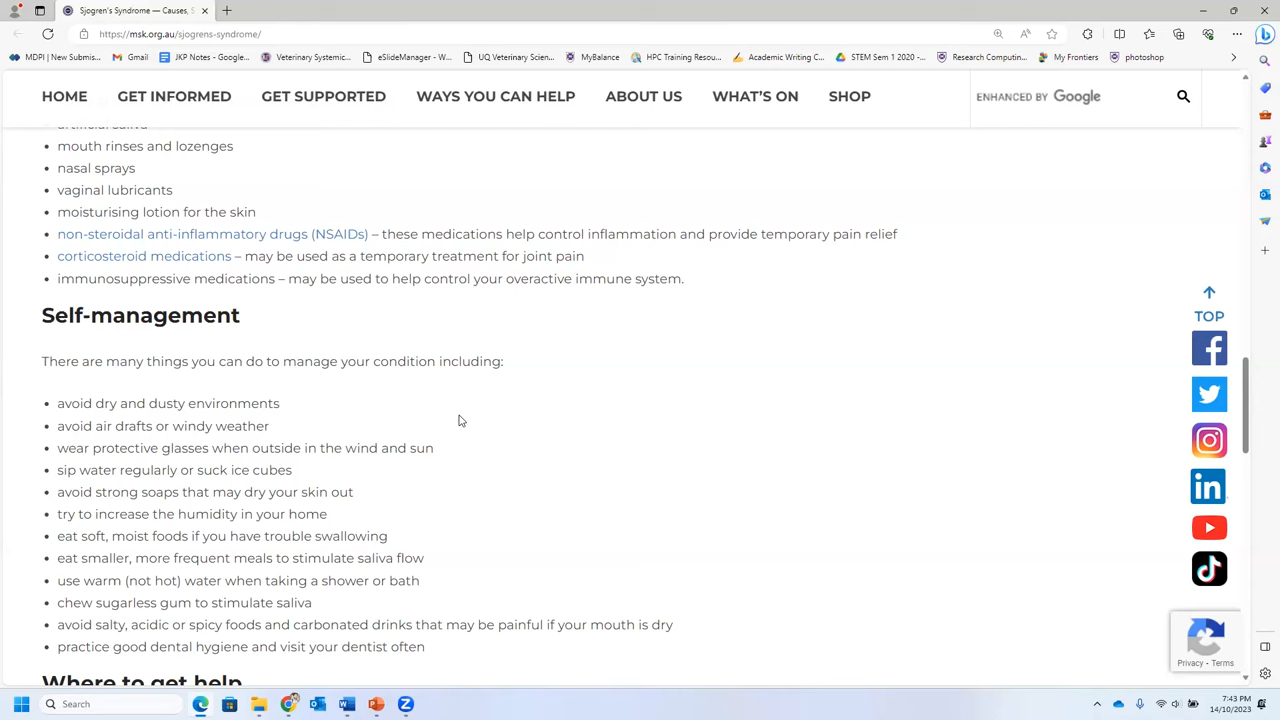 Sjogren's Syndrome — Causes, S
https://msk.org.au/sjogrens-syndrome/
MDPI | New Submis... Gmail JKP Notes - Google... Veterinary Systemic... eSlideManager - W... UQ Veterinary Scien... MyBalance HPC Training Resou... Academic Writing C... STEM Sem 1 2020 -... Research Computin... My Frontiers photoshop
HOME GET INFORMED GET SUPPORTED WAYS YOU CAN HELP ABOUT US WHAT'S ON SHOP ENHANCED BY Google
artificial saliva
• mouth rinses and lozenges
• nasal sprays
• vaginal lubricants
• moisturising lotion for the skin
• non-steroidal anti-inflammatory drugs (NSAIDs) – these medications help control inflammation and provide temporary pain relief
• corticosteroid medications – may be used as a temporary treatment for joint pain
• immunosuppressive medications – may be used to help control your overactive immune system.
Self-management
There are many things you can do to manage your condition including:
• avoid dry and dusty environments
• avoid air drafts or windy weather
• wear protective glasses when outside in the wind and sun
• sip water regularly or suck ice cubes
• avoid strong soaps that may dry your skin out
• try to increase the humidity in your home
• eat soft, moist foods if you have trouble swallowing
• eat smaller, more frequent meals to stimulate saliva flow
• use warm (not hot) water when taking a shower or bath
• chew sugarless gum to stimulate saliva
• avoid salty, acidic or spicy foods and carbonated drinks that may be painful if your mouth is dry
• practice good dental hygiene and visit your dentist often
Where to get help
TOP
Privacy - Terms
Search
7:43 PM
14/10/2023